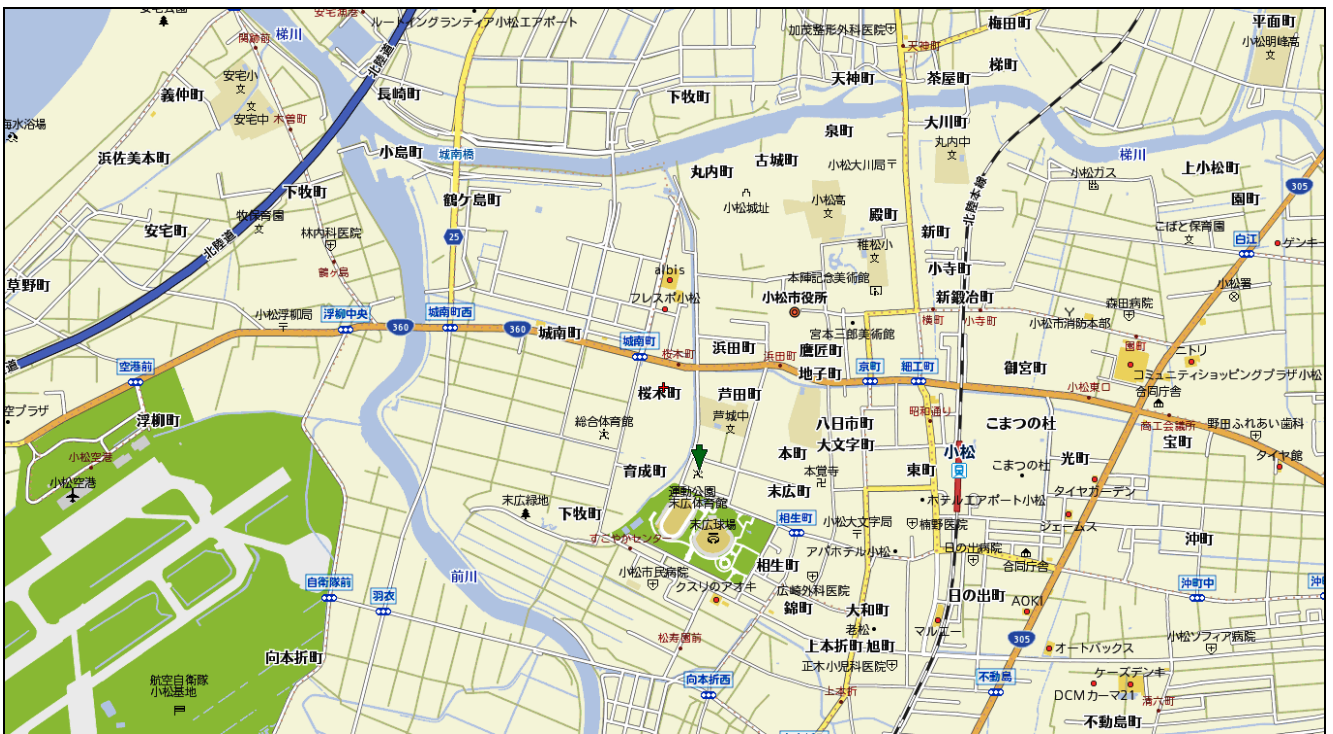 安宅公園
安宅漁港
ルートイングランティア小松エアポート
関跡前
梯川
北陸道
加茂整形外科医院
梅田町
天神町
平面町
小松明峰高
安宅小
安宅中
義仲町
木曽町
長崎町
下牧町
天神町
茶屋町
梯町
海水浴場
浜佐美本町
小島町
城南橋
泉町
大川町
丸内中
梯川
古城町
小松大川局
丸内町
小松ガス
上小松町
305
園町
下牧町
鶴ケ島町
小松城址
小松高
殿町
北陸本線
牧保育園
安宅町
林内科医院
25
新町
稚松小
こばと保育園
白江
ゲンキー
北陸道
鶴ヶ島
albis
フレスポ小松
本陣記念美術館
小寺町
草野町
小松市役所
新鍛冶町
小松署
小松浮柳局
浮柳中央
360
城南町西
360
城南町
横町
小寺町
森田病院
小松市消防本部
宮本三郎美術館
城南町
桜木町
浜田町
浜田町
鷹匠町
園町
ニトリ
空港前
地子町
京町
細工町
御宮町
コミュニティショッピングプラザ小松
小松東口
合同庁舎
桜木町
芦田町
空プラザ
浮柳町
総合体育館
芦城中
八日市町
昭和通り
こまつの杜
商工会議所
野田ふれあい歯科
大文字町
宝町
小松空港
小松空港
本町
小松
光町
タイヤ館
育成町
本覚寺
東町
こまつの杜
運動公園
末広体育館
末広町
タイヤガーデン
末広緑地
下牧町
ホテルエアポート小松
末広球場
相生町
小松大文字局
楠野医院
ジェームス
すこやかセンター
アパホテル小松
日の出病院
沖町
合同庁舎
前川
小松市民病院
相生町
自衛隊前
羽衣
クスリのアオキ
広崎外科医院
沖町中
日の出町
AOKI
錦町
大和町
老松
マルエー
松寿園前
305
小松ソフィア病院
上本折町
旭町
オートバックス
向本折町
正木小児科医院
航空自衛隊
小松基地
向本折西
上本折
不動島
ケーズデンキ
DCMカーマ21
清六町
不動島町